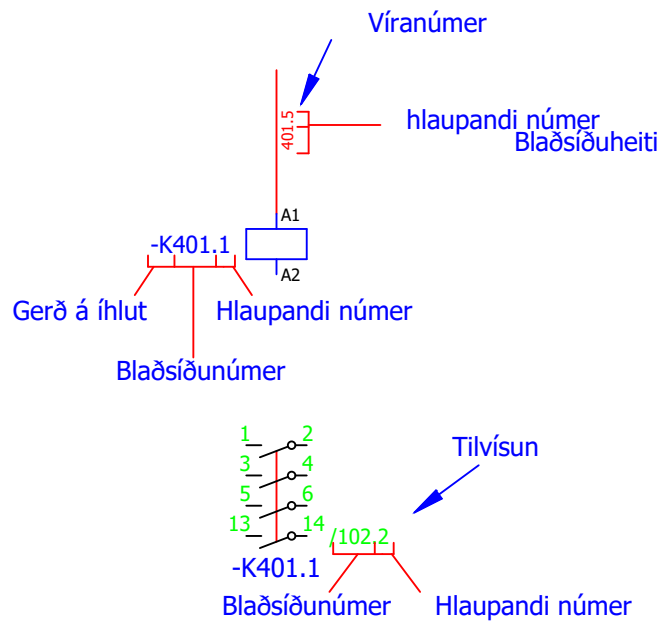 Víranúmer
401.5
hlaupandi númer
Blaðsíðuheiti
A1
-K401.1
A2
Gerð á íhlut
Hlaupandi númer
Blaðsíðunúmer
1 2
3 4
5 6
13 14
Tilvísun
/102.2
-K401.1
Blaðsíðunúmer
Hlaupandi númer